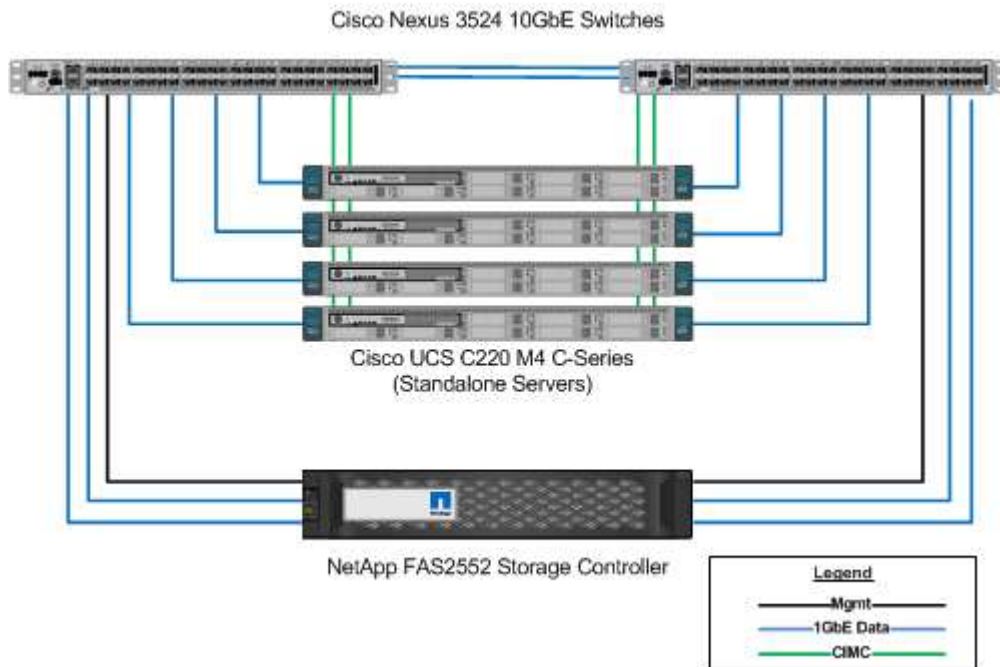 Cisco Nexus 3524 10GbE Switches
Cisco UCS C220 M4 C-Series
(Standalone Servers)
NetApp FAS2552 Storage Controller
Legend
Mgmt
1GbE Data
CIMC